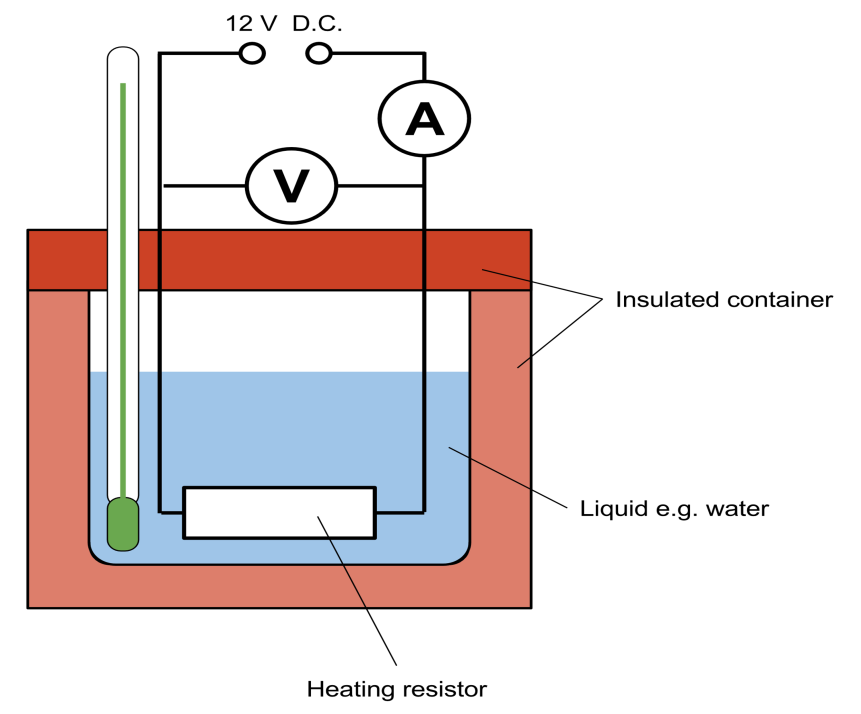 12 V D.C.
A
V
Insulated container
Liquid e.g. water
Heating resistor